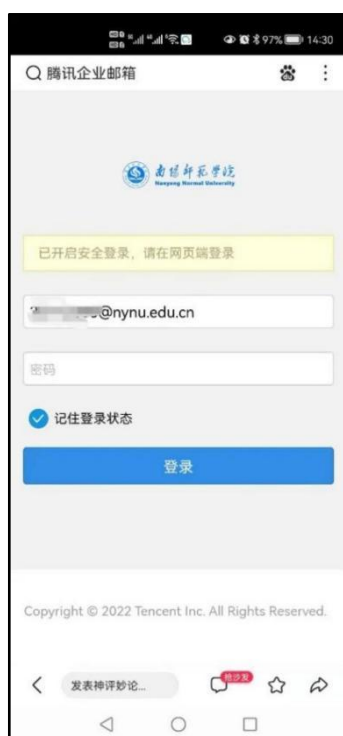 97% 14:30
腾讯企业邮箱
南阳师范学院
Nanyang Normal University
已开启安全登录，请在网页端登录
@nynu.edu.cn
密码
记住登录状态
登录
Copyright © 2022 Tencent Inc. All Rights Reserved.
发表神评妙论...
抢沙发